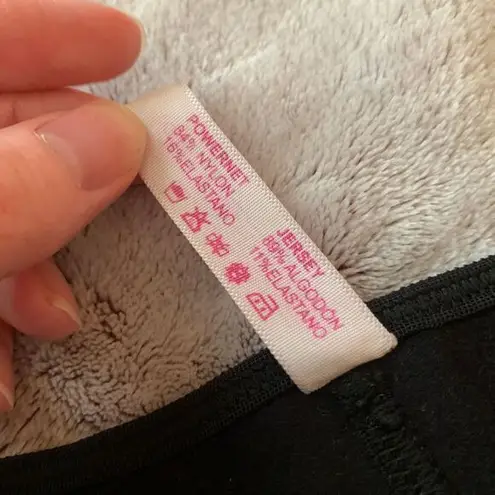 POWERNET
84% NYLON
16%ELASTANO
JERSEY
89% ALGODON
11%ELASTANO